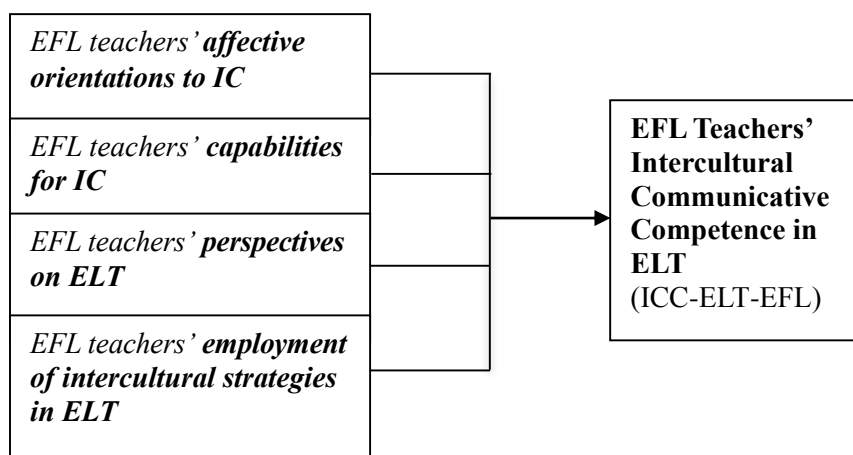 EFL teachers’ affective
orientations to IC
EFL teachers’ capabilities
for IC
EFL teachers’ perspectives
on ELT
EFL teachers’ employment
of intercultural strategies
in ELT
EFL Teachers’
Intercultural
Communicative
Competence in
ELT
(ICC-ELT-EFL)